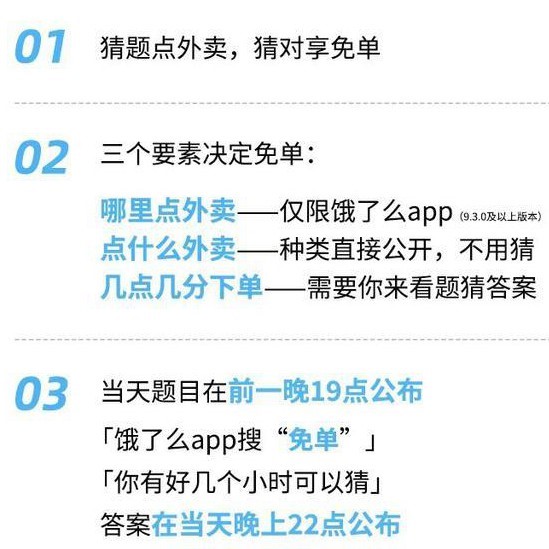 01 猜题点外卖，猜对享免单
02 三个要素决定免单：
哪里点外卖——仅限饿了么app（9.3.0及以上版本）
点什么外卖——种类直接公开，不用猜
几点几分下单——需要你来看题猜答案
03 当天题目在前一晚19点公布
「饿了么app搜“免单”」
「你有好几个小时可以猜」
答案在当天晚上22点公布